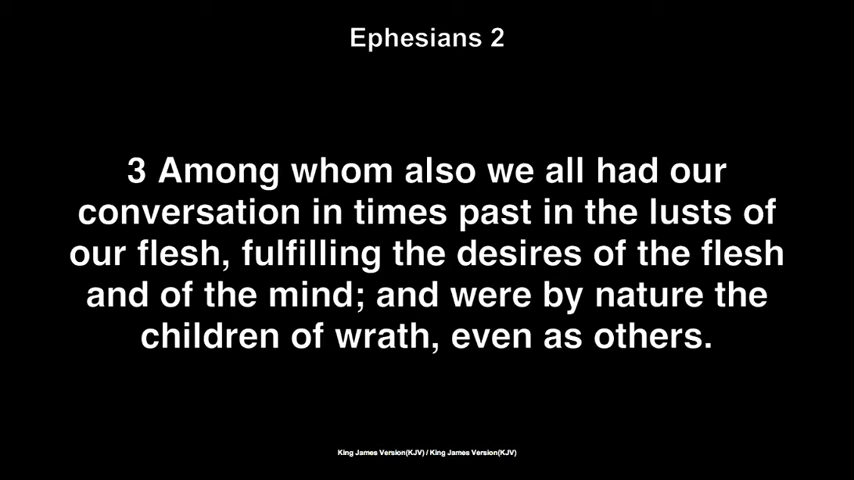 Ephesians 2
3 Among whom also we all had our
conversation in times past in the lusts of
our flesh, fulfilling the desires of the flesh
and of the mind; and were by nature the
children of wrath, even as others.
King James Version(KJV) / King James Version(KJV)